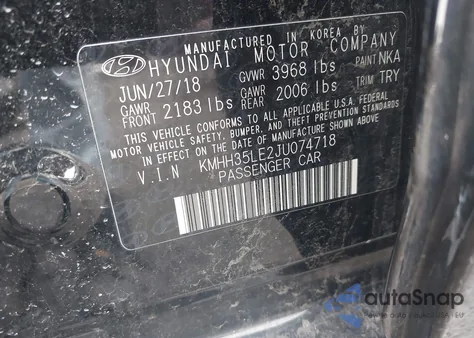 MANUFACTURED IN KOREA BY
HYUNDAI MOTOR COMPANY
JUN/27/18 GVWR 3968 lbs PAINT NKA
GAWR FRONT 2183 lbs GAWR REAR 2006 lbs TRIM TRY
THIS VEHICLE CONFORMS TO ALL APPLICABLE U.S.A. FEDERAL
MOTOR VEHICLE SAFETY, BUMPER, AND THEFT PREVENTION STANDARDS
IN EFFECT ON THE DATE OF MANUFACTURE SHOWN ABOVE.
V.I.N KMHH35LE2JU074718
PASSENGER CAR
autoSnap